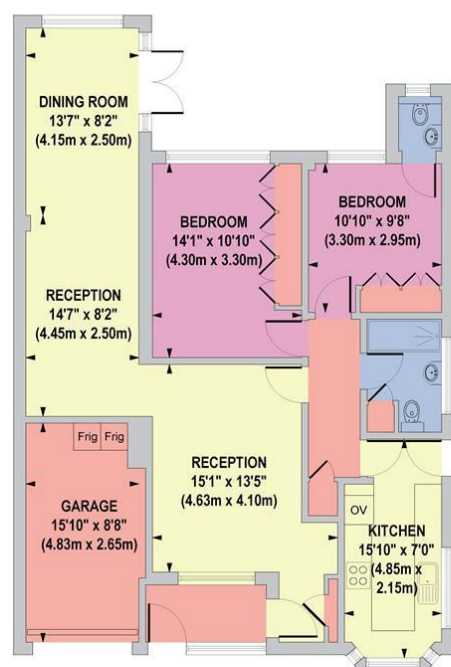 DINING ROOM
13'7" x 8'2"
(4.15m x 2.50m)
BEDROOM
14'1" x 10'10"
(4.30m x 3.30m)
BEDROOM
10'10" x 9'8"
(3.30m x 2.95m)
RECEPTION
14'7" x 8'2"
(4.45m x 2.50m)
Frig Frig
GARAGE
15'10" x 8'8"
(4.83m x 2.65m)
RECEPTION
15'1" x 13'5"
(4.63m x 4.10m)
OV
KITCHEN
15'10" x 7'0"
(4.85m x
2.15m)